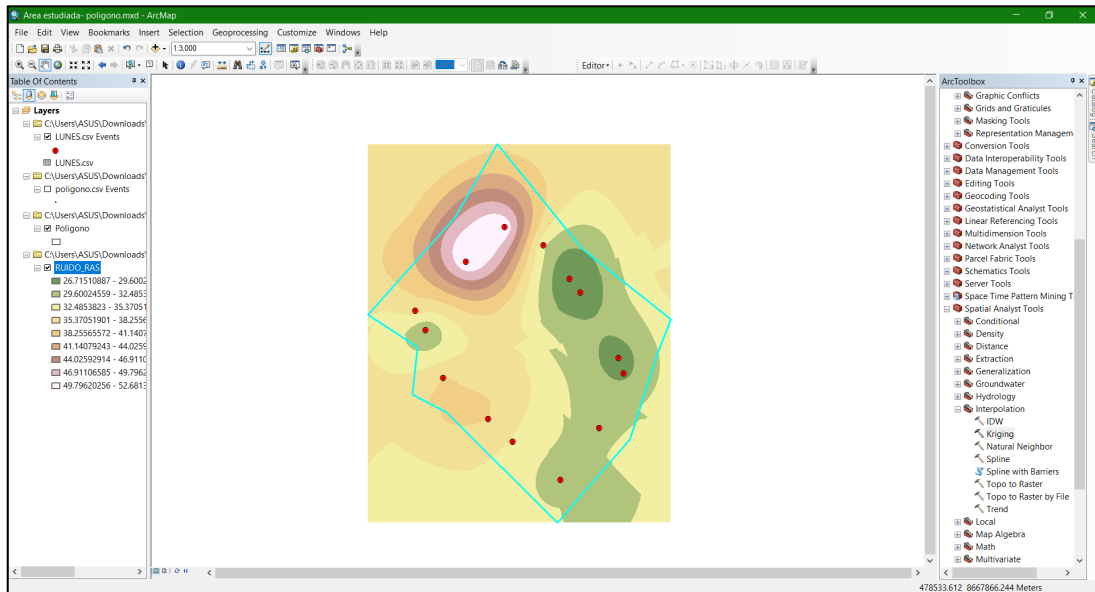 Area estudiada- poligono.mxd - ArcMap
File Edit View Bookmarks Insert Selection Geoprocessing Customize Windows Help
1:3,000
Editor
Table Of Contents
Layers
C:\Users\ASUS\Downloads'
LUNES.csv Events
LUNES.csv
C:\Users\ASUS\Downloads'
poligono.csv Events
C:\Users\ASUS\Downloads'
Poligono
C:\Users\ASUS\Downloads'
RUIDO_RAS
26.71510887 - 29.6002
29.60024559 - 32.4853
32.4853823 - 35.37051
35.37051901 - 38.2556
38.25565572 - 41.1407
41.14079243 - 44.0259
44.02592914 - 46.9110
46.91106585 - 49.7962
49.79620256 - 52.6813
ArcToolbox
Graphic Conflicts
Grids and Graticules
Masking Tools
Representation Managem
Conversion Tools
Data Interoperability Tools
Data Management Tools
Editing Tools
Geocoding Tools
Geostatistical Analyst Tools
Linear Referencing Tools
Multidimension Tools
Network Analyst Tools
Parcel Fabric Tools
Schematics Tools
Server Tools
Space Time Pattern Mining T
Spatial Analyst Tools
Conditional
Density
Distance
Extraction
Generalization
Groundwater
Hydrology
Interpolation
IDW
Kriging
Natural Neighbor
Spline
Spline with Barriers
Topo to Raster
Topo to Raster by File
Trend
Local
Map Algebra
Math
Multivariate
Catalog
Search
478533.612 8667866.244 Meters